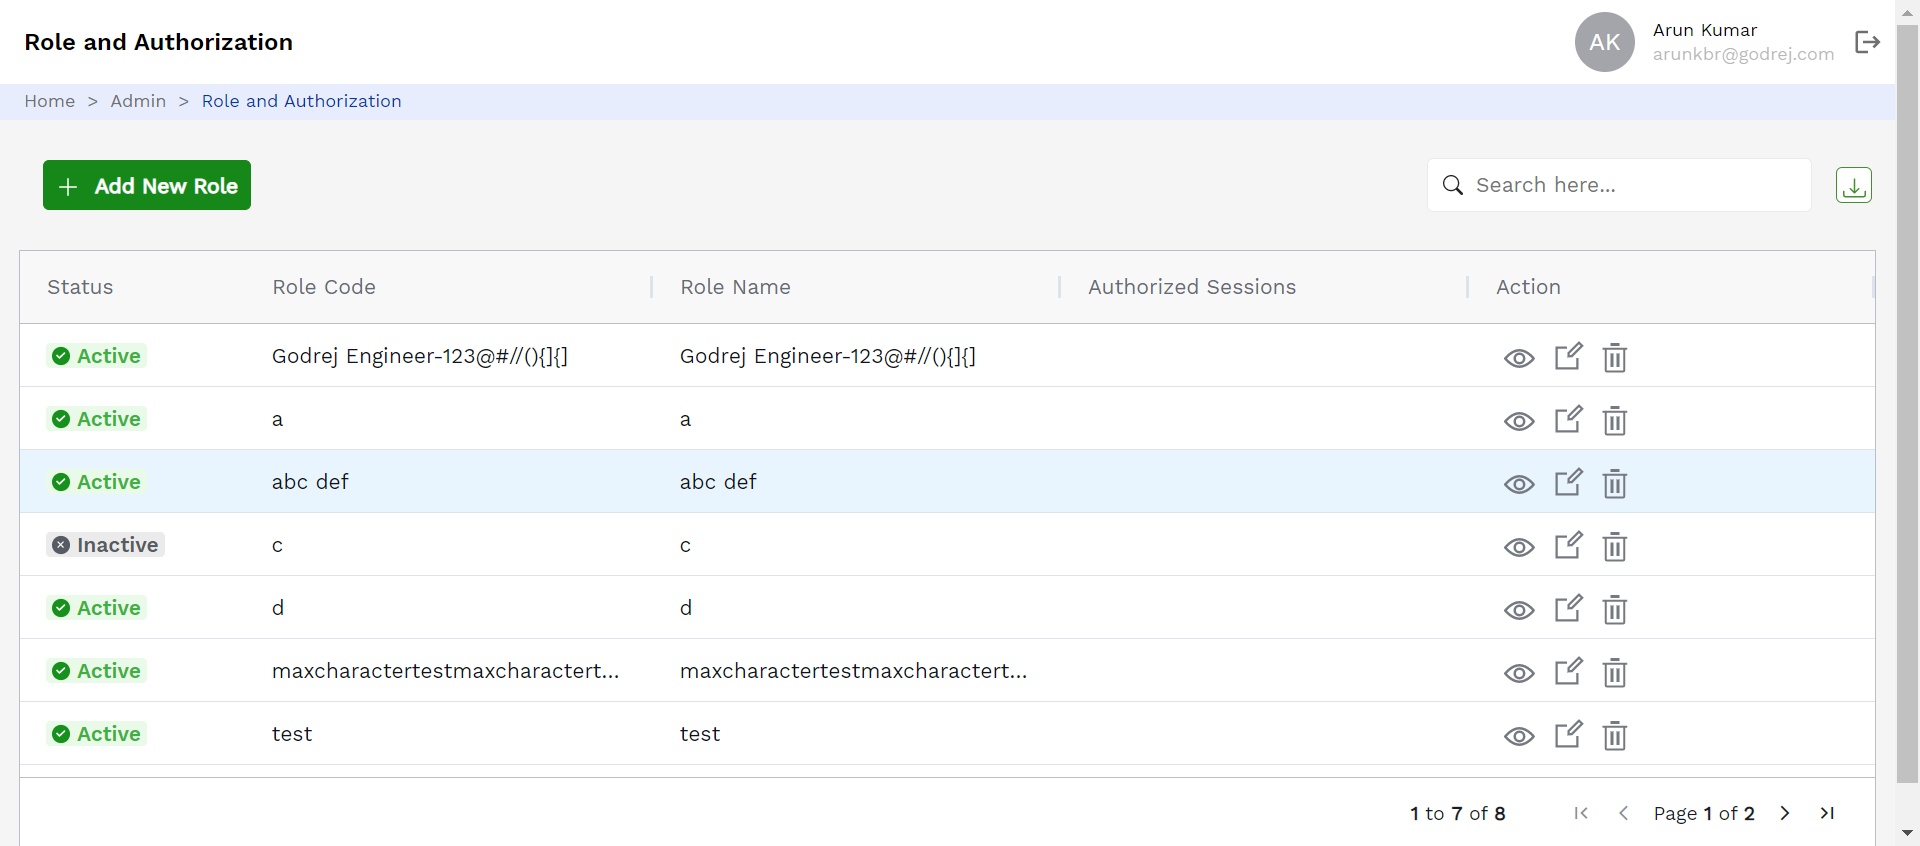 Role and Authorization
AK
Arun Kumar
arunkbr@godrej.com
Home > Admin > Role and Authorization
Add New Role
Search here...
Status Role Code Role Name Authorized Sessions Action
Active Godrej Engineer-123@#//(){]{] Godrej Engineer-123@#//(){]{]
Active a a
Active abc def abc def
Inactive c c
Active d d
Active maxcharactertestmaxcharactert... maxcharactertestmaxcharactert...
Active test test
1 to 7 of 8 Page 1 of 2